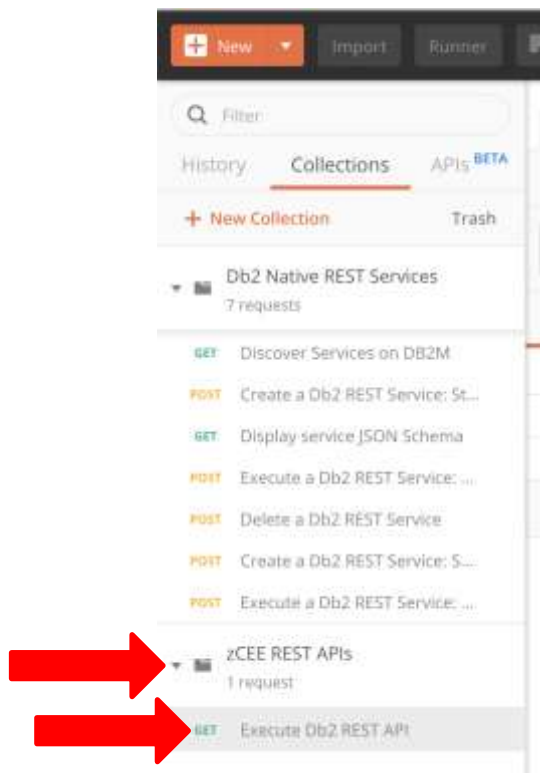 New
Import
Runner
Filter
History
Collections
APIs BETA
+ New Collection
Trash
Db2 Native REST Services
7 requests
GET Discover Services on DB2M
POST Create a Db2 REST Service: St...
GET Display service JSON Schema
POST Execute a Db2 REST Service: ...
POST Delete a Db2 REST Service
POST Create a Db2 REST Service: S...
POST Execute a Db2 REST Service: ...
zCEE REST APIs
1 request
GET Execute Db2 REST API